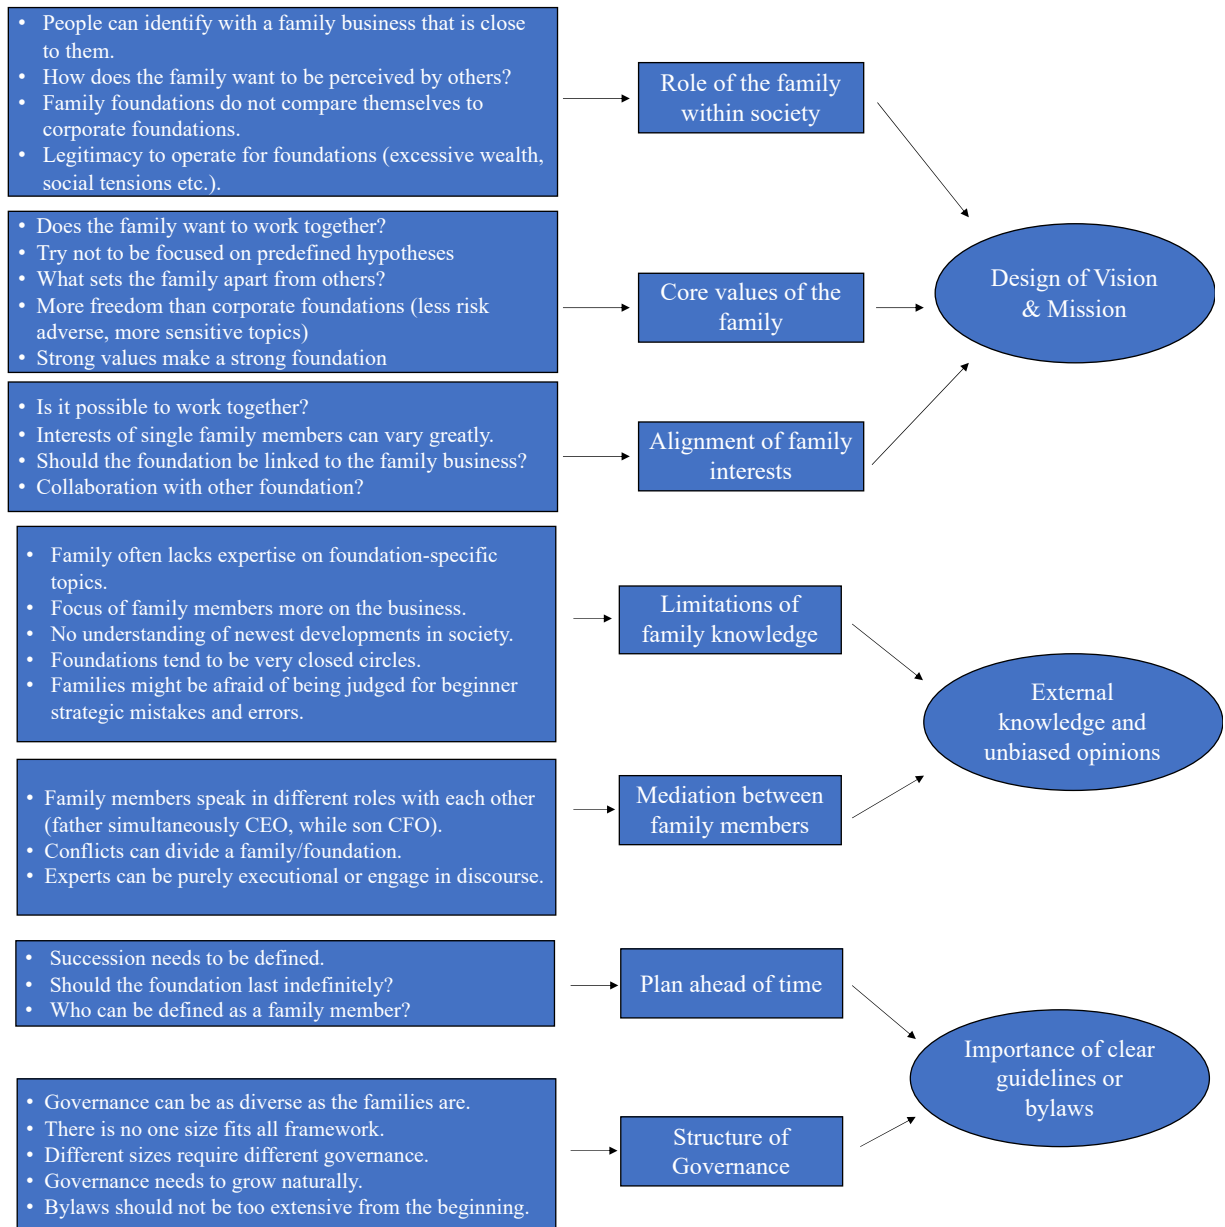 • People can identify with a family business that is close
to them.
• How does the family want to be perceived by others?
• Family foundations do not compare themselves to
corporate foundations.
• Legitimacy to operate for foundations (excessive wealth,
social tensions etc.).
Role of the family
within society
• Does the family want to work together?
• Try not to be focused on predefined hypotheses
• What sets the family apart from others?
• More freedom than corporate foundations (less risk
adverse, more sensitive topics)
• Strong values make a strong foundation
Core values of the
family
Design of Vision
& Mission
• Is it possible to work together?
• Interests of single family members can vary greatly.
• Should the foundation be linked to the family business?
• Collaboration with other foundation?
Alignment of family
interests
• Family often lacks expertise on foundation-specific
topics.
• Focus of family members more on the business.
• No understanding of newest developments in society.
• Foundations tend to be very closed circles.
• Families might be afraid of being judged for beginner
strategic mistakes and errors.
Limitations of
family knowledge
External
knowledge and
unbiased opinions
• Family members speak in different roles with each other
(father simultaneously CEO, while son CFO).
• Conflicts can divide a family/foundation.
• Experts can be purely executional or engage in discourse.
Mediation between
family members
• Succession needs to be defined.
• Should the foundation last indefinitely?
• Who can be defined as a family member?
Plan ahead of time
Importance of clear
guidelines or
bylaws
• Governance can be as diverse as the families are.
• There is no one size fits all framework.
• Different sizes require different governance.
• Governance needs to grow naturally.
• Bylaws should not be too extensive from the beginning.
Structure of
Governance